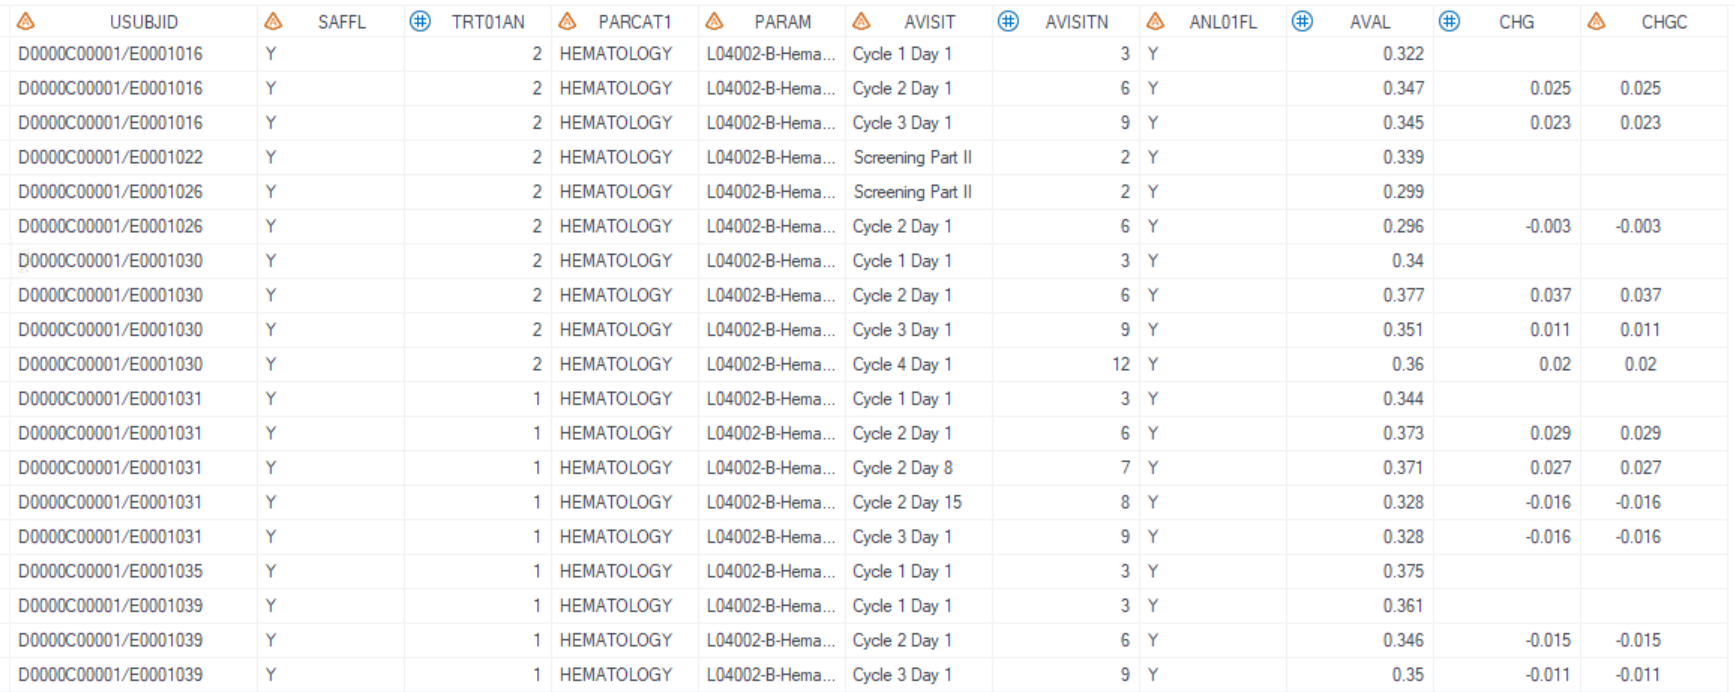 USUBJID SAFFL TRT01AN PARCAT1 PARAM AVISIT AVISITN ANL01FL AVAL CHG CHGC
D0000C00001/E0001016 Y 2 HEMATOLOGY L04002-B-Hema... Cycle 1 Day 1 3 Y 0.322
D0000C00001/E0001016 Y 2 HEMATOLOGY L04002-B-Hema... Cycle 2 Day 1 6 Y 0.347 0.025 0.025
D0000C00001/E0001016 Y 2 HEMATOLOGY L04002-B-Hema... Cycle 3 Day 1 9 Y 0.345 0.023 0.023
D0000C00001/E0001022 Y 2 HEMATOLOGY L04002-B-Hema... Screening Part II 2 Y 0.339
D0000C00001/E0001026 Y 2 HEMATOLOGY L04002-B-Hema... Screening Part II 2 Y 0.299
D0000C00001/E0001026 Y 2 HEMATOLOGY L04002-B-Hema... Cycle 2 Day 1 6 Y 0.296 -0.003 -0.003
D0000C00001/E0001030 Y 2 HEMATOLOGY L04002-B-Hema... Cycle 1 Day 1 3 Y 0.34
D0000C00001/E0001030 Y 2 HEMATOLOGY L04002-B-Hema... Cycle 2 Day 1 6 Y 0.377 0.037 0.037
D0000C00001/E0001030 Y 2 HEMATOLOGY L04002-B-Hema... Cycle 3 Day 1 9 Y 0.351 0.011 0.011
D0000C00001/E0001030 Y 2 HEMATOLOGY L04002-B-Hema... Cycle 4 Day 1 12 Y 0.36 0.02 0.02
D0000C00001/E0001031 Y 1 HEMATOLOGY L04002-B-Hema... Cycle 1 Day 1 3 Y 0.344
D0000C00001/E0001031 Y 1 HEMATOLOGY L04002-B-Hema... Cycle 2 Day 1 6 Y 0.373 0.029 0.029
D0000C00001/E0001031 Y 1 HEMATOLOGY L04002-B-Hema... Cycle 2 Day 8 7 Y 0.371 0.027 0.027
D0000C00001/E0001031 Y 1 HEMATOLOGY L04002-B-Hema... Cycle 2 Day 15 8 Y 0.328 -0.016 -0.016
D0000C00001/E0001031 Y 1 HEMATOLOGY L04002-B-Hema... Cycle 3 Day 1 9 Y 0.328 -0.016 -0.016
D0000C00001/E0001035 Y 1 HEMATOLOGY L04002-B-Hema... Cycle 1 Day 1 3 Y 0.375
D0000C00001/E0001039 Y 1 HEMATOLOGY L04002-B-Hema... Cycle 1 Day 1 3 Y 0.361
D0000C00001/E0001039 Y 1 HEMATOLOGY L04002-B-Hema... Cycle 2 Day 1 6 Y 0.346 -0.015 -0.015
D0000C00001/E0001039 Y 1 HEMATOLOGY L04002-B-Hema... Cycle 3 Day 1 9 Y 0.35 -0.011 -0.011